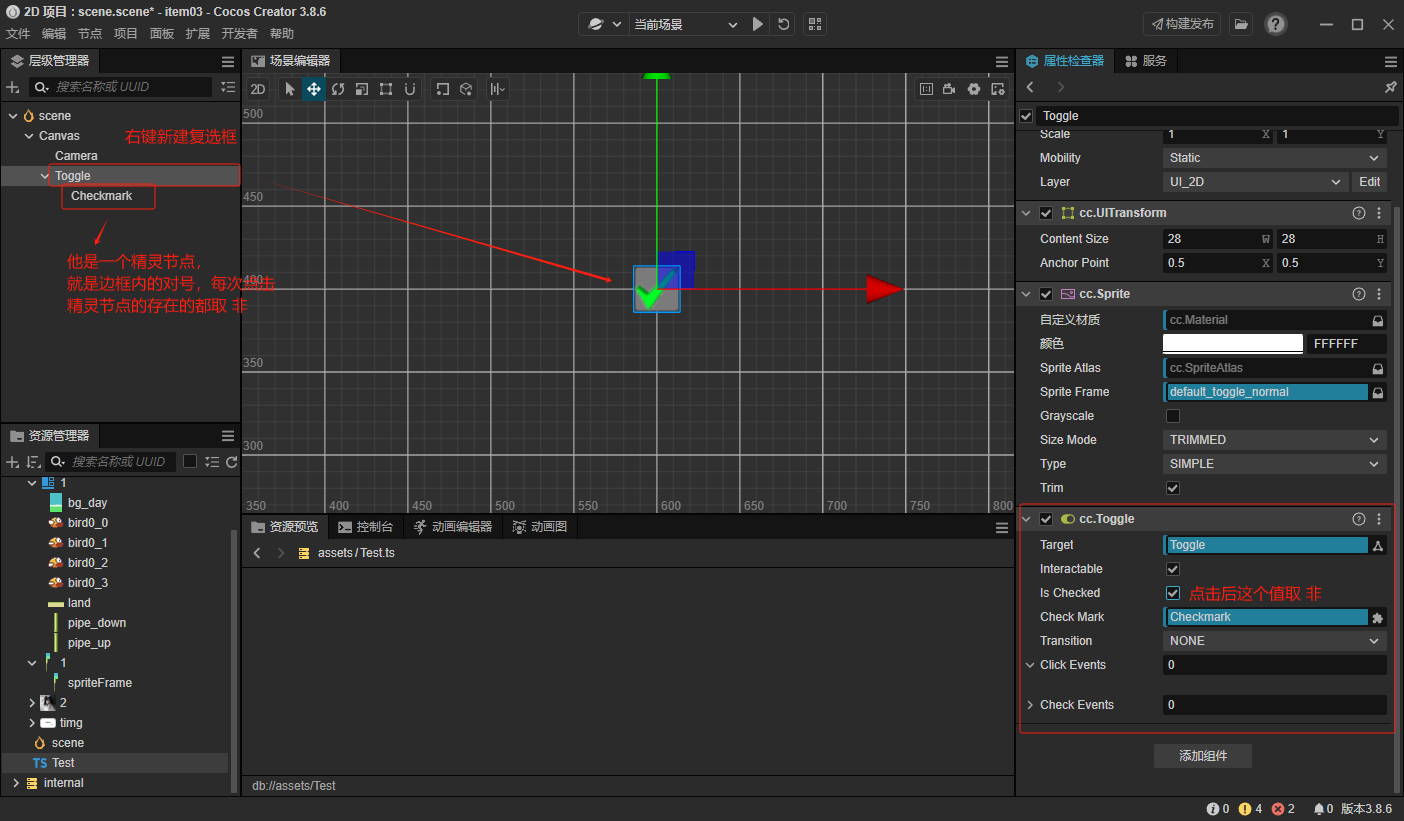 2D 项目 : scene.scene* - item03 - Cocos Creator 3.8.6
文件 编辑 节点 项目 面板 扩展 开发者 帮助
当前场景
构建发布
层级管理器
搜索名称或 UUID
scene
Canvas
右键新建复选框
Camera
Toggle
Checkmark
他是一个精灵节点，
就是边框内的对号，每次点击
精灵节点的存在的都取 非
资源管理器
搜索名称或 UUID
1
bg_day
bird0_0
bird0_1
bird0_2
bird0_3
land
pipe_down
pipe_up
1
spriteFrame
2
timg
scene
TS Test
internal
场景编辑器
2D
500
450
400
350
300
350 400 450 500 550 600 650 700 750 800
资源预览 控制台 动画编辑器 动画图
assets / Test.ts
db://assets/Test
属性检查器 服务
Toggle
Scale 1 X 1 Y
Mobility Static
Layer UI_2D Edit
cc.UITransform
Content Size 28 W 28 H
Anchor Point 0.5 X 0.5 Y
cc.Sprite
自定义材质 cc.Material
颜色 FFFFFF
Sprite Atlas cc.SpriteAtlas
Sprite Frame default_toggle_normal
Grayscale
Size Mode TRIMMED
Type SIMPLE
Trim
cc.Toggle
Target Toggle
Interactable
Is Checked 点击后这个值取 非
Check Mark Checkmark
Transition NONE
Click Events 0
Check Events 0
添加组件
0 4 2 0 版本3.8.6